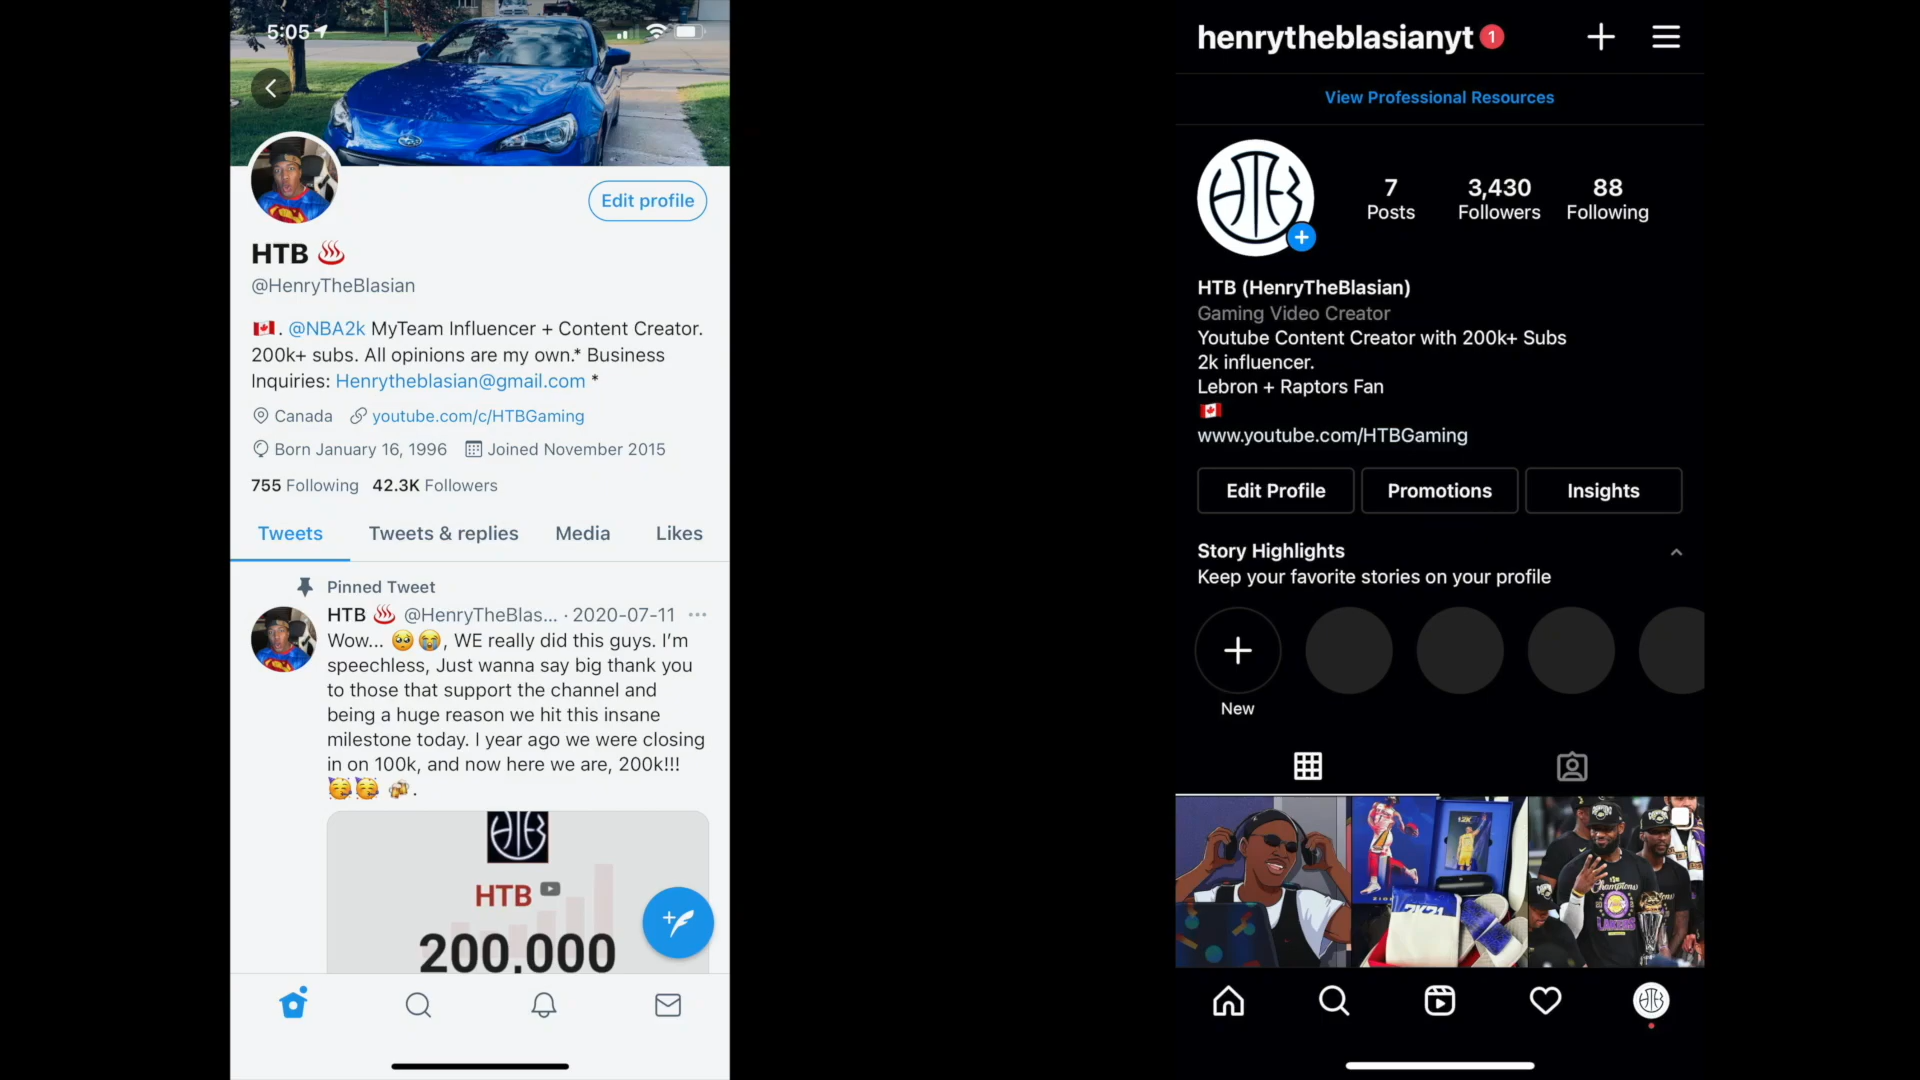 5:05
Edit profile
HTB
@HenryTheBlasian
. @NBA2k MyTeam Influencer + Content Creator.
200k+ subs. All opinions are my own.* Business
Inquiries: Henrytheblasian@gmail.com *
Canada youtube.com/c/HTBGaming
Born January 16, 1996 Joined November 2015
755 Following 42.3K Followers
Tweets Tweets & replies Media Likes
Pinned Tweet
HTB @HenryTheBlas... · 2020-07-11
Wow... , WE really did this guys. I'm
speechless, Just wanna say big thank you
to those that support the channel and
being a huge reason we hit this insane
milestone today. I year ago we were closing
in on 100k, and now here we are, 200k!!!
.
HTB
HTB
200,000
henrytheblasianyt 1
View Professional Resources
HTB
7 3,430 88
Posts Followers Following
HTB (HenryTheBlasian)
Gaming Video Creator
Youtube Content Creator with 200k+ Subs
2k influencer.
Lebron + Raptors Fan
www.youtube.com/HTBGaming
Edit Profile Promotions Insights
Story Highlights
Keep your favorite stories on your profile
New
2K21
Champions
LAKERS
HTB